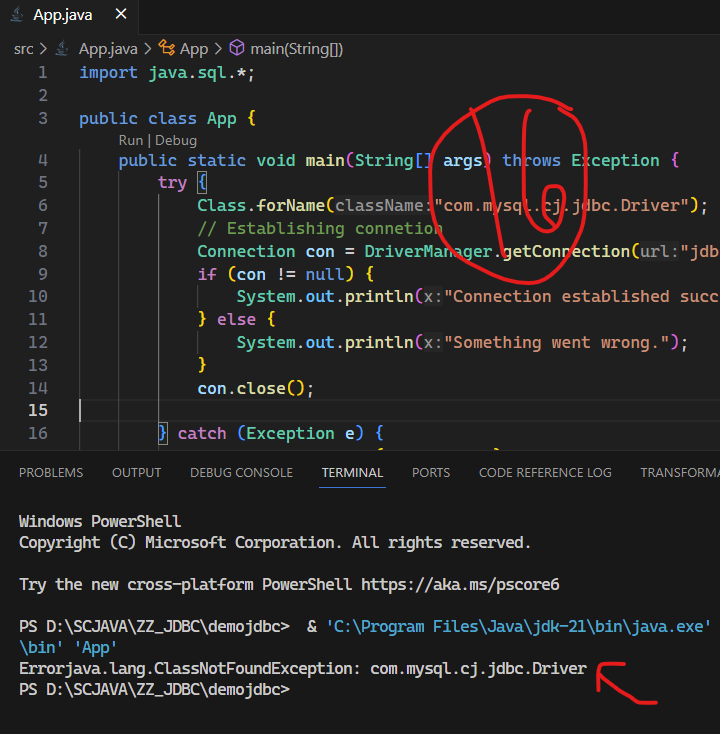 App.java
src > App.java > App > main(String[])
1 import java.sql.*;
2
3 public class App {
Run | Debug
4 public static void main(String[] args) throws Exception {
5 try {
6 Class.forName(className:"com.mysql.cj.jdbc.Driver");
7 // Establishing connetion
8 Connection con = DriverManager.getConnection(url:"jdb
9 if (con != null) {
10 System.out.println(x:"Connection established succ
11 } else {
12 System.out.println(x:"Something went wrong.");
13 }
14 con.close();
15
16 } catch (Exception e) {
PROBLEMS OUTPUT DEBUG CONSOLE TERMINAL PORTS CODE REFERENCE LOG TRANSFORMA
Windows PowerShell
Copyright (C) Microsoft Corporation. All rights reserved.
Try the new cross-platform PowerShell https://aka.ms/pscore6
PS D:\SCJAVA\ZZ_JDBC\demojdbc> & 'C:\Program Files\Java\jdk-21\bin\java.exe'
\bin' 'App'
Errorjava.lang.ClassNotFoundException: com.mysql.cj.jdbc.Driver
PS D:\SCJAVA\ZZ_JDBC\demojdbc>